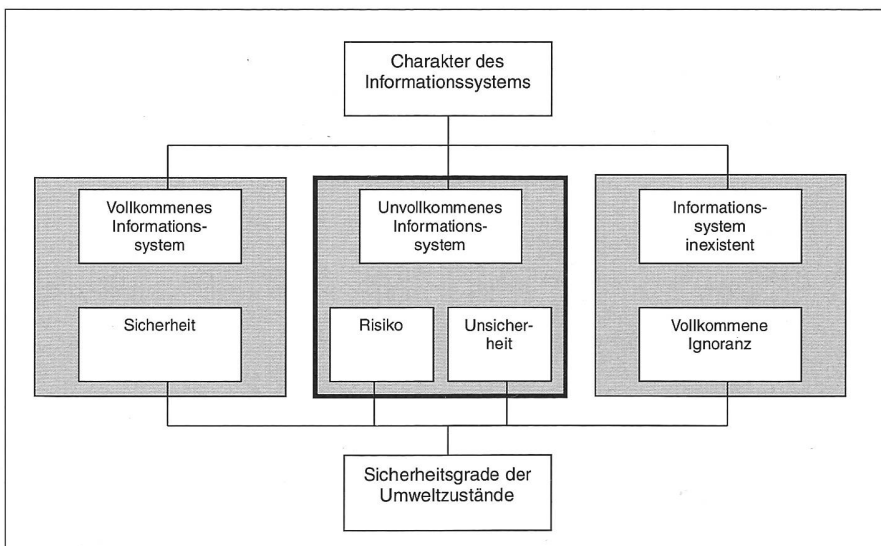 Charakter des
Informationssystems
Vollkommenes
Informations-
system
Unvollkommenes
Informations-
system
Informations-
system
inexistent
Sicherheit
Risiko
Unsicher-
heit
Vollkommene
Ignoranz
Sicherheitsgrade der
Umweltzustände